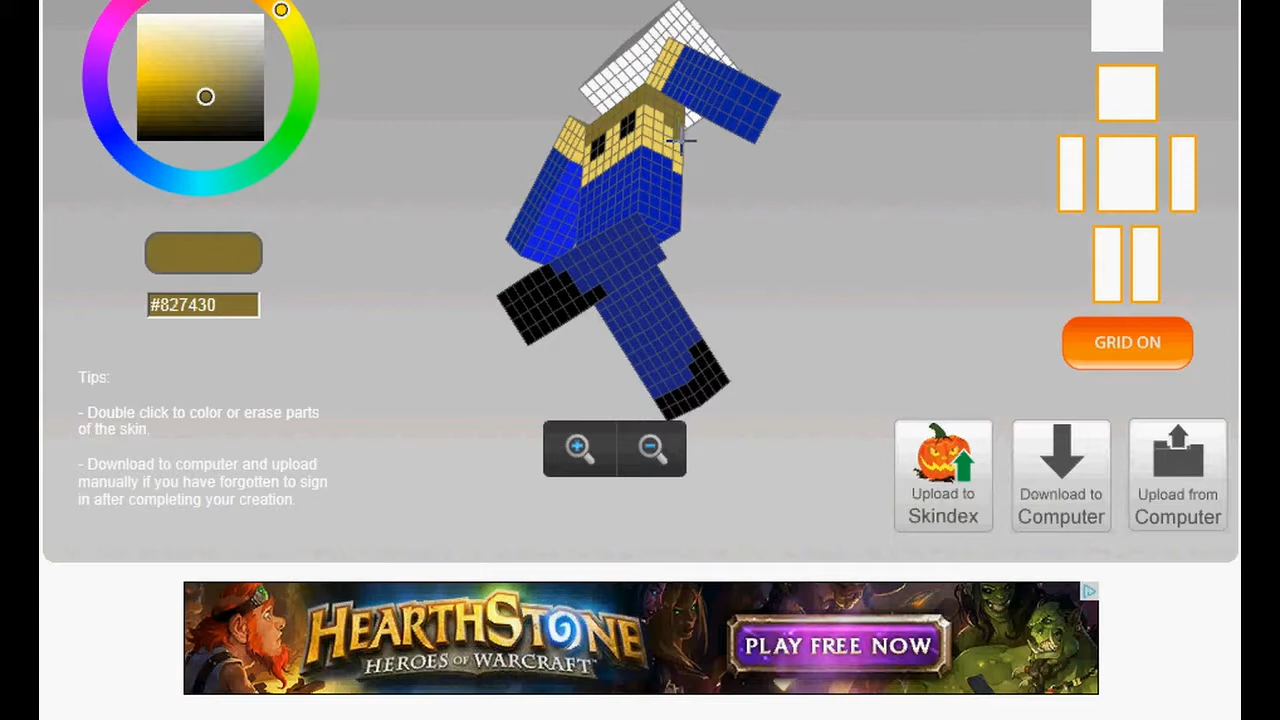 #827430
Tips:
- Double click to color or erase parts
of the skin.
- Download to computer and upload
manually if you have forgotten to sign
in after completing your creation.
GRID ON
Upload to
Skindex
Download to
Computer
Upload from
Computer
HEARTHSTONE
HEROES OF WARCRAFT™
PLAY FREE NOW